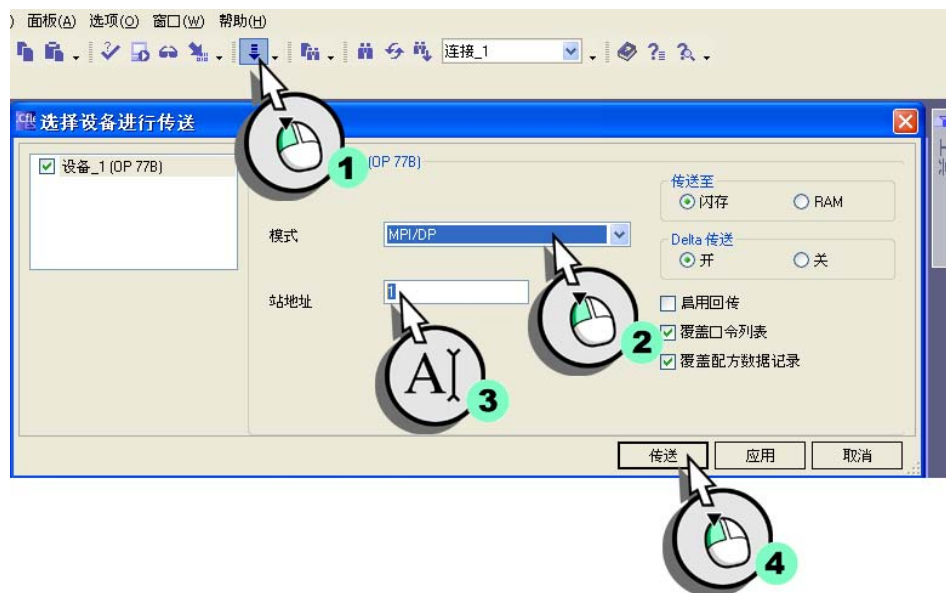 ) 面板(A) 选项(O) 窗口(W) 帮助(H)
连接_1
选择设备进行传送
设备_1 (OP 77B)
(OP 77B)
模式
MPI/DP
站地址
1
传送至
闪存
RAM
Delta 传送
开
关
启用回传
覆盖口令列表
覆盖配方数据记录
传送
应用
取消
1
2
A
3
4